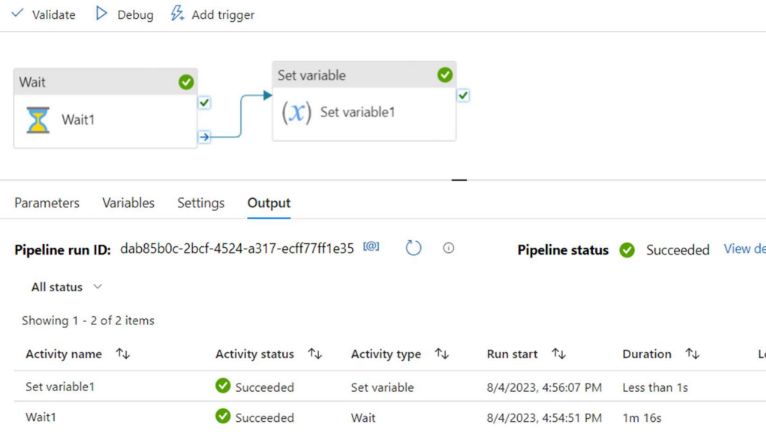 Validate Debug Add trigger
Wait
Wait1
Set variable
(x) Set variable1
Parameters Variables Settings Output
Pipeline run ID: dab85b0c-2bcf-4524-a317-ecff77ff1e35 [@] Pipeline status Succeeded View de
All status
Showing 1 - 2 of 2 items
Activity name Activity status Activity type Run start Duration L
Set variable1 Succeeded Set variable 8/4/2023, 4:56:07 PM Less than 1s
Wait1 Succeeded Wait 8/4/2023, 4:54:51 PM 1m 16s